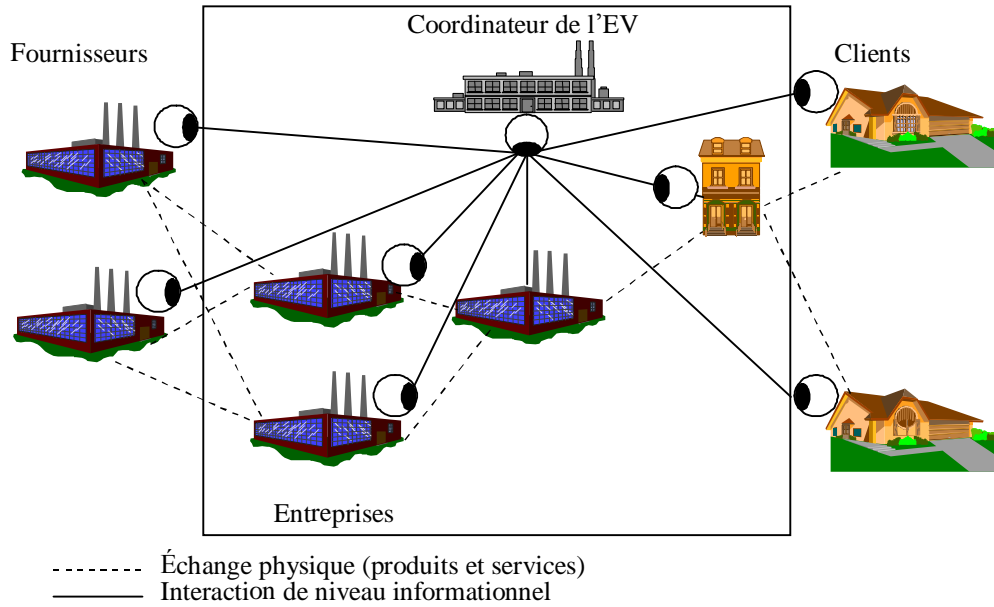 Coordinateur de l'EV
Fournisseurs
Clients
Entreprises
Échange physique (produits et services)
Interaction de niveau informationnel